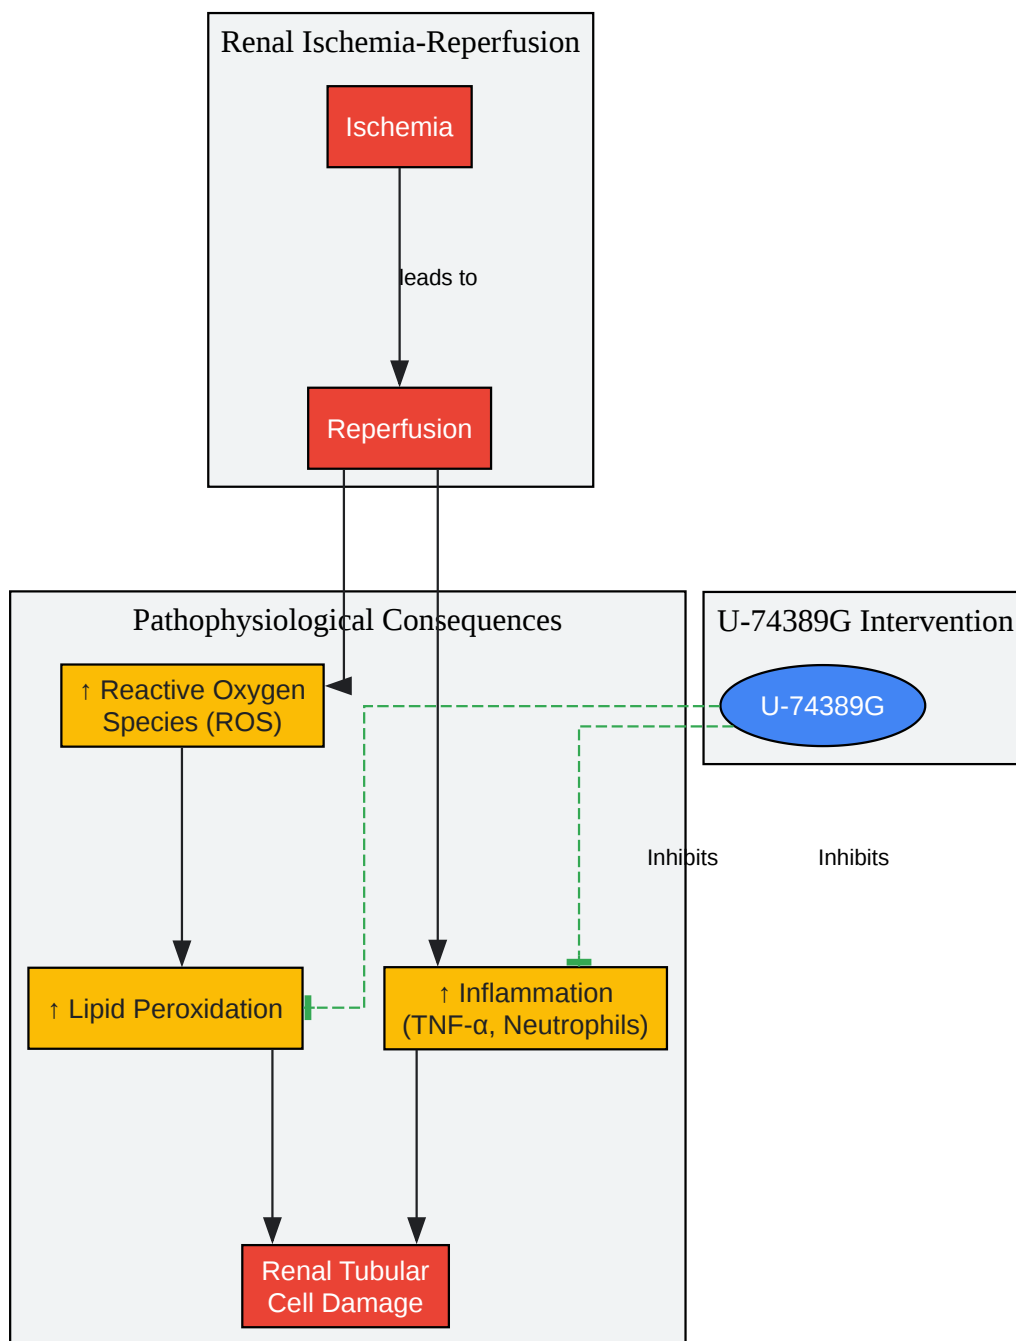 Renal Ischemia-Reperfusion
Ischemia
leads to
Reperfusion
Pathophysiological Consequences
U-74389G Intervention
↑ Reactive Oxygen
Species (ROS)
U-74389G
Inhibits
Inhibits
↑ Lipid Peroxidation
↑ Inflammation
(TNF-α, Neutrophils)
Renal Tubular
Cell Damage